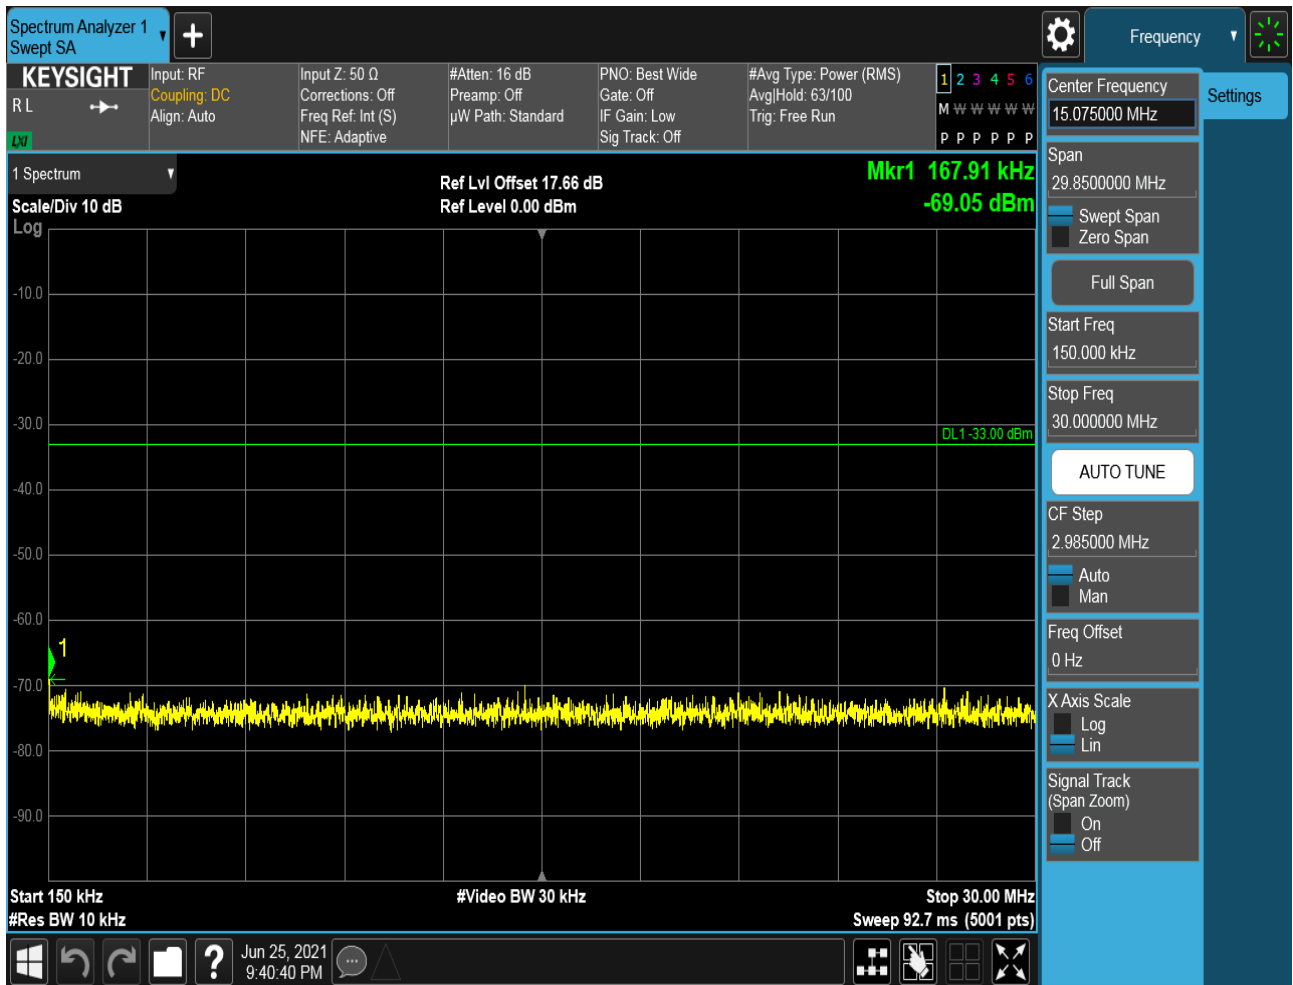 Spectrum Analyzer 1
Swept SA
Frequency
KEYSIGHT
R L
LXI
Input: RF
Coupling: DC
Align: Auto
Input Z: 50 Ω
Corrections: Off
Freq Ref: Int (S)
NFE: Adaptive
#Atten: 16 dB
Preamp: Off
µW Path: Standard
PNO: Best Wide
Gate: Off
IF Gain: Low
Sig Track: Off
#Avg Type: Power (RMS)
Avg|Hold: 63/100
Trig: Free Run
1 2 3 4 5 6
M W W W W W
P P P P P P
1 Spectrum
Scale/Div 10 dB
Log
Ref Lvl Offset 17.66 dB
Ref Level 0.00 dBm
Mkr1 167.91 kHz
-69.05 dBm
-10.0
-20.0
-30.0
DL1 -33.00 dBm
-40.0
-50.0
-60.0
1
-70.0
-80.0
-90.0
Start 150 kHz
#Res BW 10 kHz
#Video BW 30 kHz
Stop 30.00 MHz
Sweep 92.7 ms (5001 pts)
Center Frequency
15.075000 MHz
Settings
Span
29.8500000 MHz
Swept Span
Zero Span
Full Span
Start Freq
150.000 kHz
Stop Freq
30.000000 MHz
AUTO TUNE
CF Step
2.985000 MHz
Auto
Man
Freq Offset
0 Hz
X Axis Scale
Log
Lin
Signal Track
(Span Zoom)
On
Off
?
Jun 25, 2021
9:40:40 PM